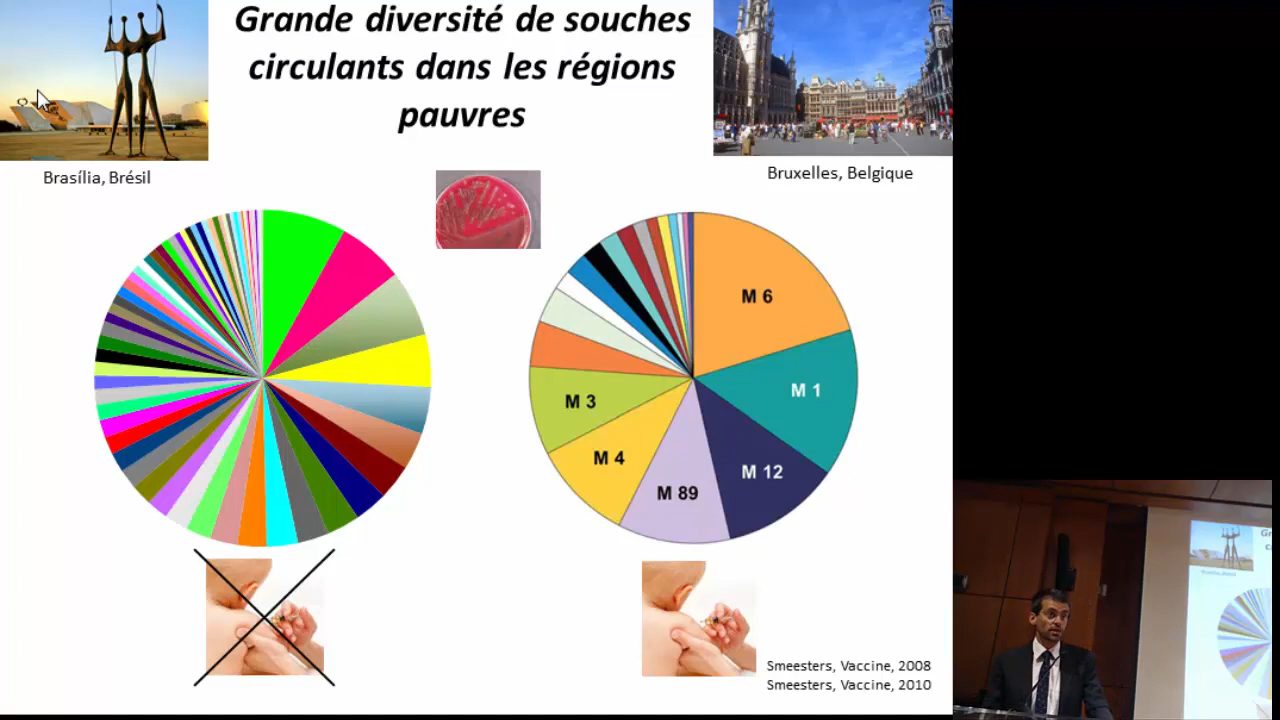 Grande diversité de souches
circulants dans les régions
pauvres
Brasília, Brésil
Bruxelles, Belgique
M 6
M 1
M 12
M 89
M 4
M 3
Smeesters, Vaccine, 2008
Smeesters, Vaccine, 2010